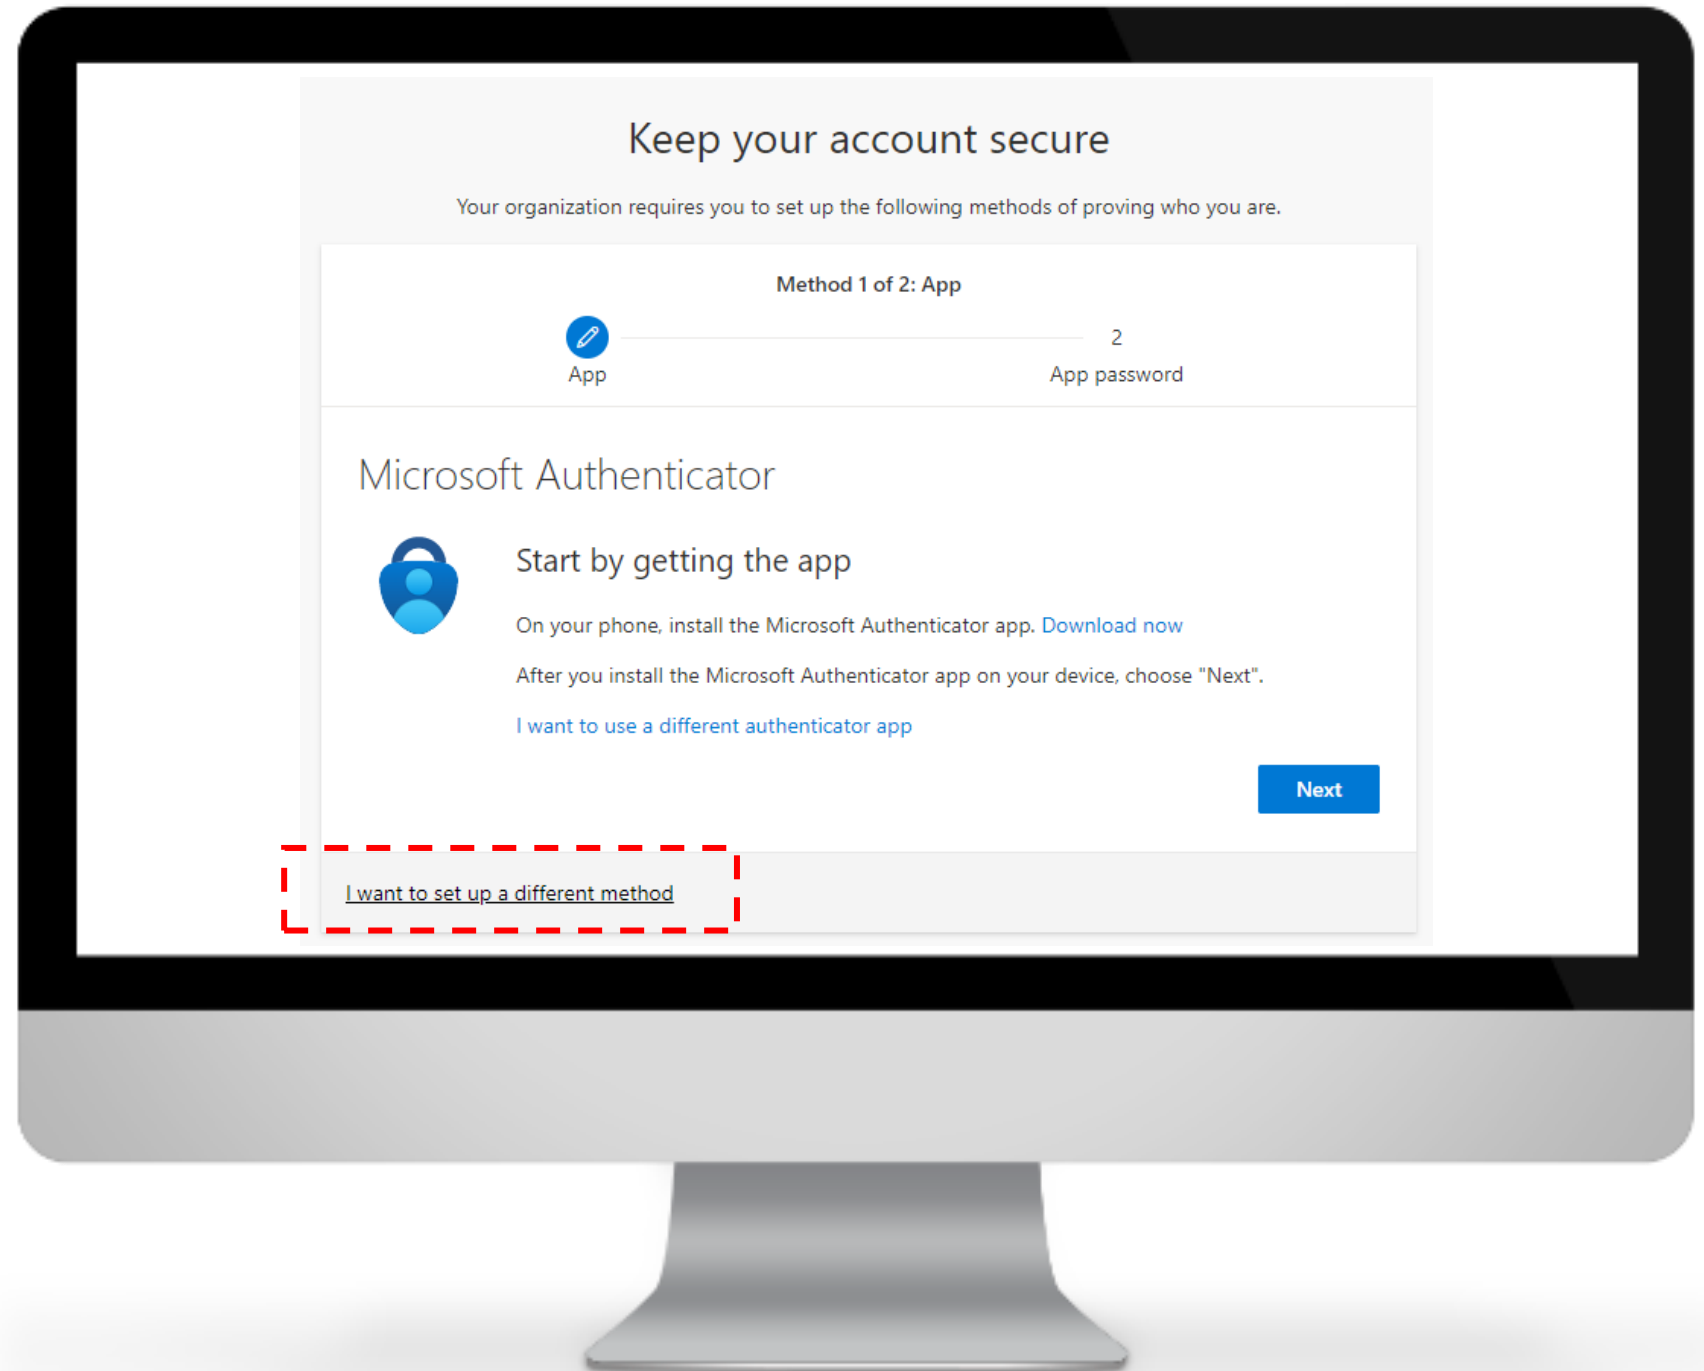 Keep your account secure
Your organization requires you to set up the following methods of proving who you are.
Method 1 of 2: App
2
App
App password
Microsoft Authenticator
Start by getting the app
On your phone, install the Microsoft Authenticator app. Download now
After you install the Microsoft Authenticator app on your device, choose "Next".
I want to use a different authenticator app
Next
I want to set up a different method